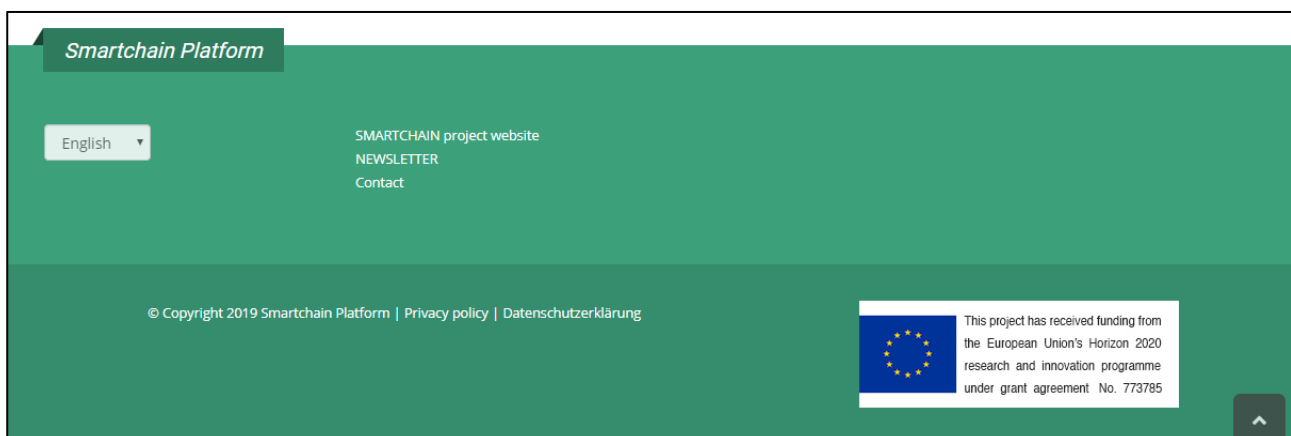 Smartchain Platform
English
SMARTCHAIN project website
NEWSLETTER
Contact
© Copyright 2019 Smartchain Platform | Privacy policy | Datenschutzerklärung
This project has received funding from
the European Union's Horizon 2020
research and innovation programme
under grant agreement No. 773785